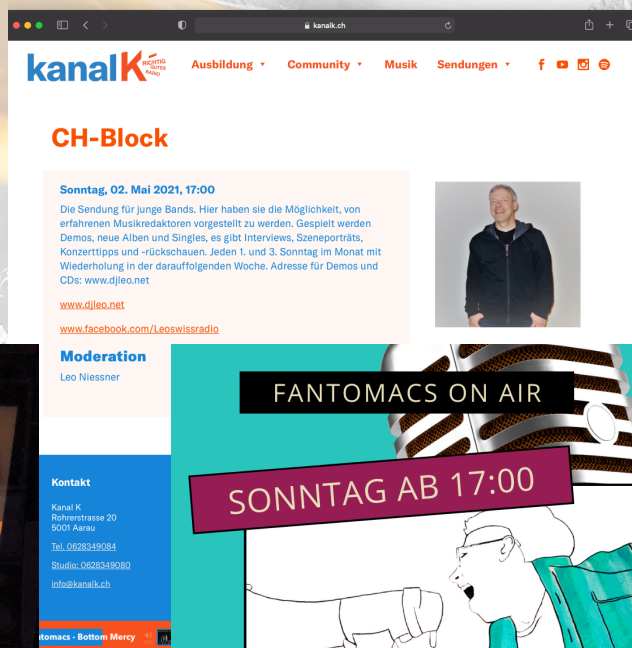 kanalk.ch
kanalK RICHTIG GUTES RADIO
Ausbildung Community Musik Sendungen
CH-Block
Sonntag, 02. Mai 2021, 17:00
Die Sendung für junge Bands. Hier haben sie die Möglichkeit, von
erfahrenen Musikredaktoren vorgestellt zu werden. Gespielt werden
Demos, neue Alben und Singles, es gibt Interviews, Szeneporträts,
Konzerttipps und -rückschauen. Jeden 1. und 3. Sonntag im Monat mit
Wiederholung in der darauffolgenden Woche. Adresse für Demos und
CDs: www.djleo.net
www.djleo.net
www.facebook.com/Leoswissradio
Moderation
Leo Niessner
FANTOMACS ON AIR
SONNTAG AB 17:00
Kontakt
Kanal K
Rohrerstrasse 20
5001 Aarau
Tel. 0628349084
Studio: 0628349080
info@kanalk.ch
ntomacs - Bottom Mercy